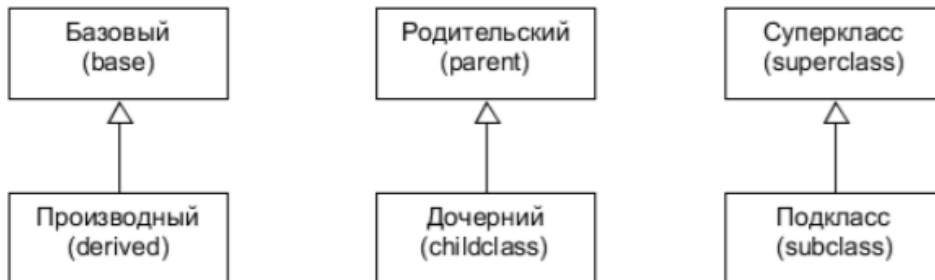 Базовый
(base)
Родительский
(parent)
Суперкласс
(superclass)
Производный
(derived)
Дочерний
(childclass)
Подкласс
(subclass)